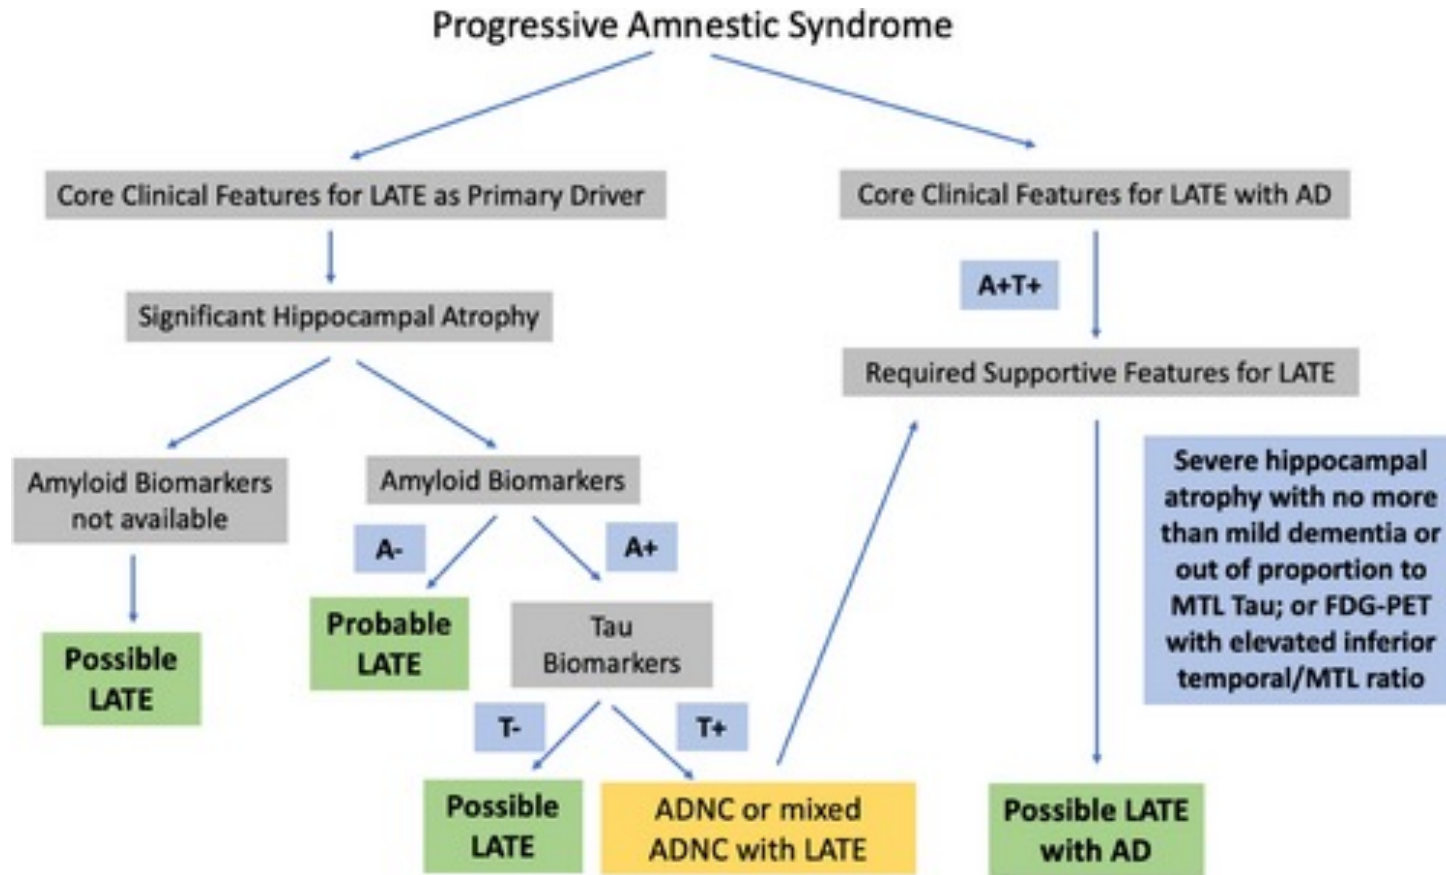 Progressive Amnestic Syndrome
Core Clinical Features for LATE as Primary Driver
Core Clinical Features for LATE with AD
A+T+
Significant Hippocampal Atrophy
Required Supportive Features for LATE
Amyloid Biomarkers
not available
Amyloid Biomarkers
A-
A+
Severe hippocampal
atrophy with no more
than mild dementia or
out of proportion to
MTL Tau; or FDG-PET
with elevated inferior
temporal/MTL ratio
Possible
LATE
Probable
LATE
Tau
Biomarkers
T-
T+
Possible
LATE
ADNC or mixed
ADNC with LATE
Possible LATE
with AD